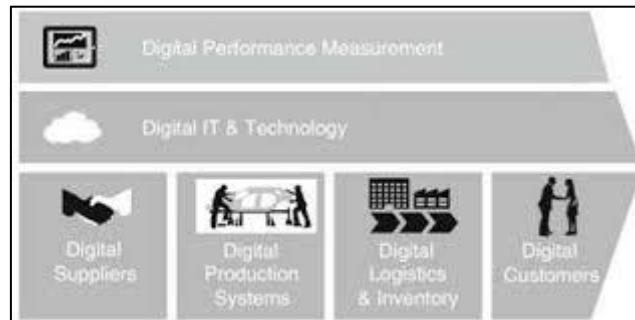 Digital Performance Measurement
Digital IT & Technology
Digital
Suppliers
Digital
Production
Systems
Digital
Logistics
& Inventory
Digital
Customers